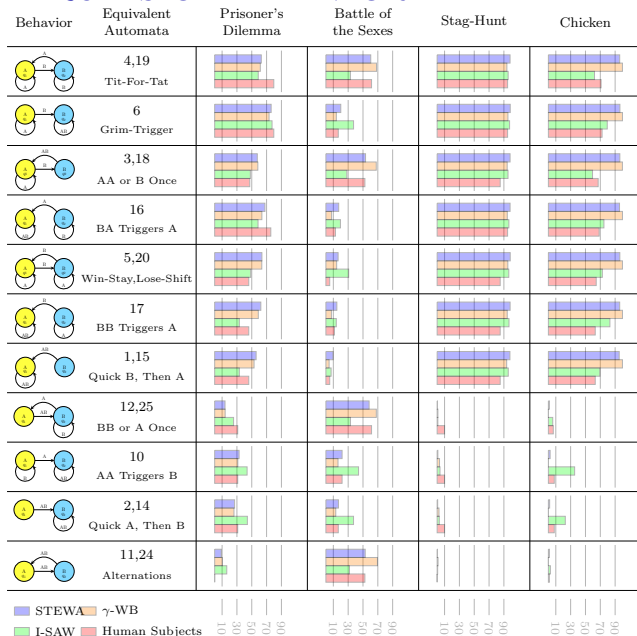 Behavior Equivalent Automata Prisoner's Dilemma Battle of the Sexes Stag-Hunt Chicken
4,19
Tit-For-Tat
6
Grim-Trigger
3,18
AA or B Once
16
BA Triggers A
5,20
Win-Stay,Lose-Shift
17
BB Triggers A
1,15
Quick B, Then A
12,25
BB or A Once
10
AA Triggers B
2,14
Quick A, Then B
11,24
Alternations
STEWA γ-WB
I-SAW Human Subjects
10 30 50 70 90 10 30 50 70 90 10 30 50 70 90 10 30 50 70 90